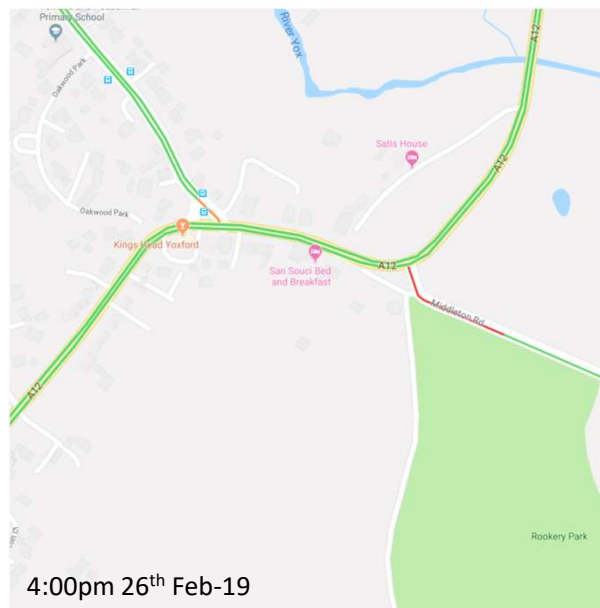 Primary School
Oakwood Park
River Yox
A12
Satis House
A12
Oakwood Park
Kings Head Yoxford
San Souci Bed
and Breakfast
A12
Middleton Rd
A12
Rookery Park
4:00pm 26th Feb-19